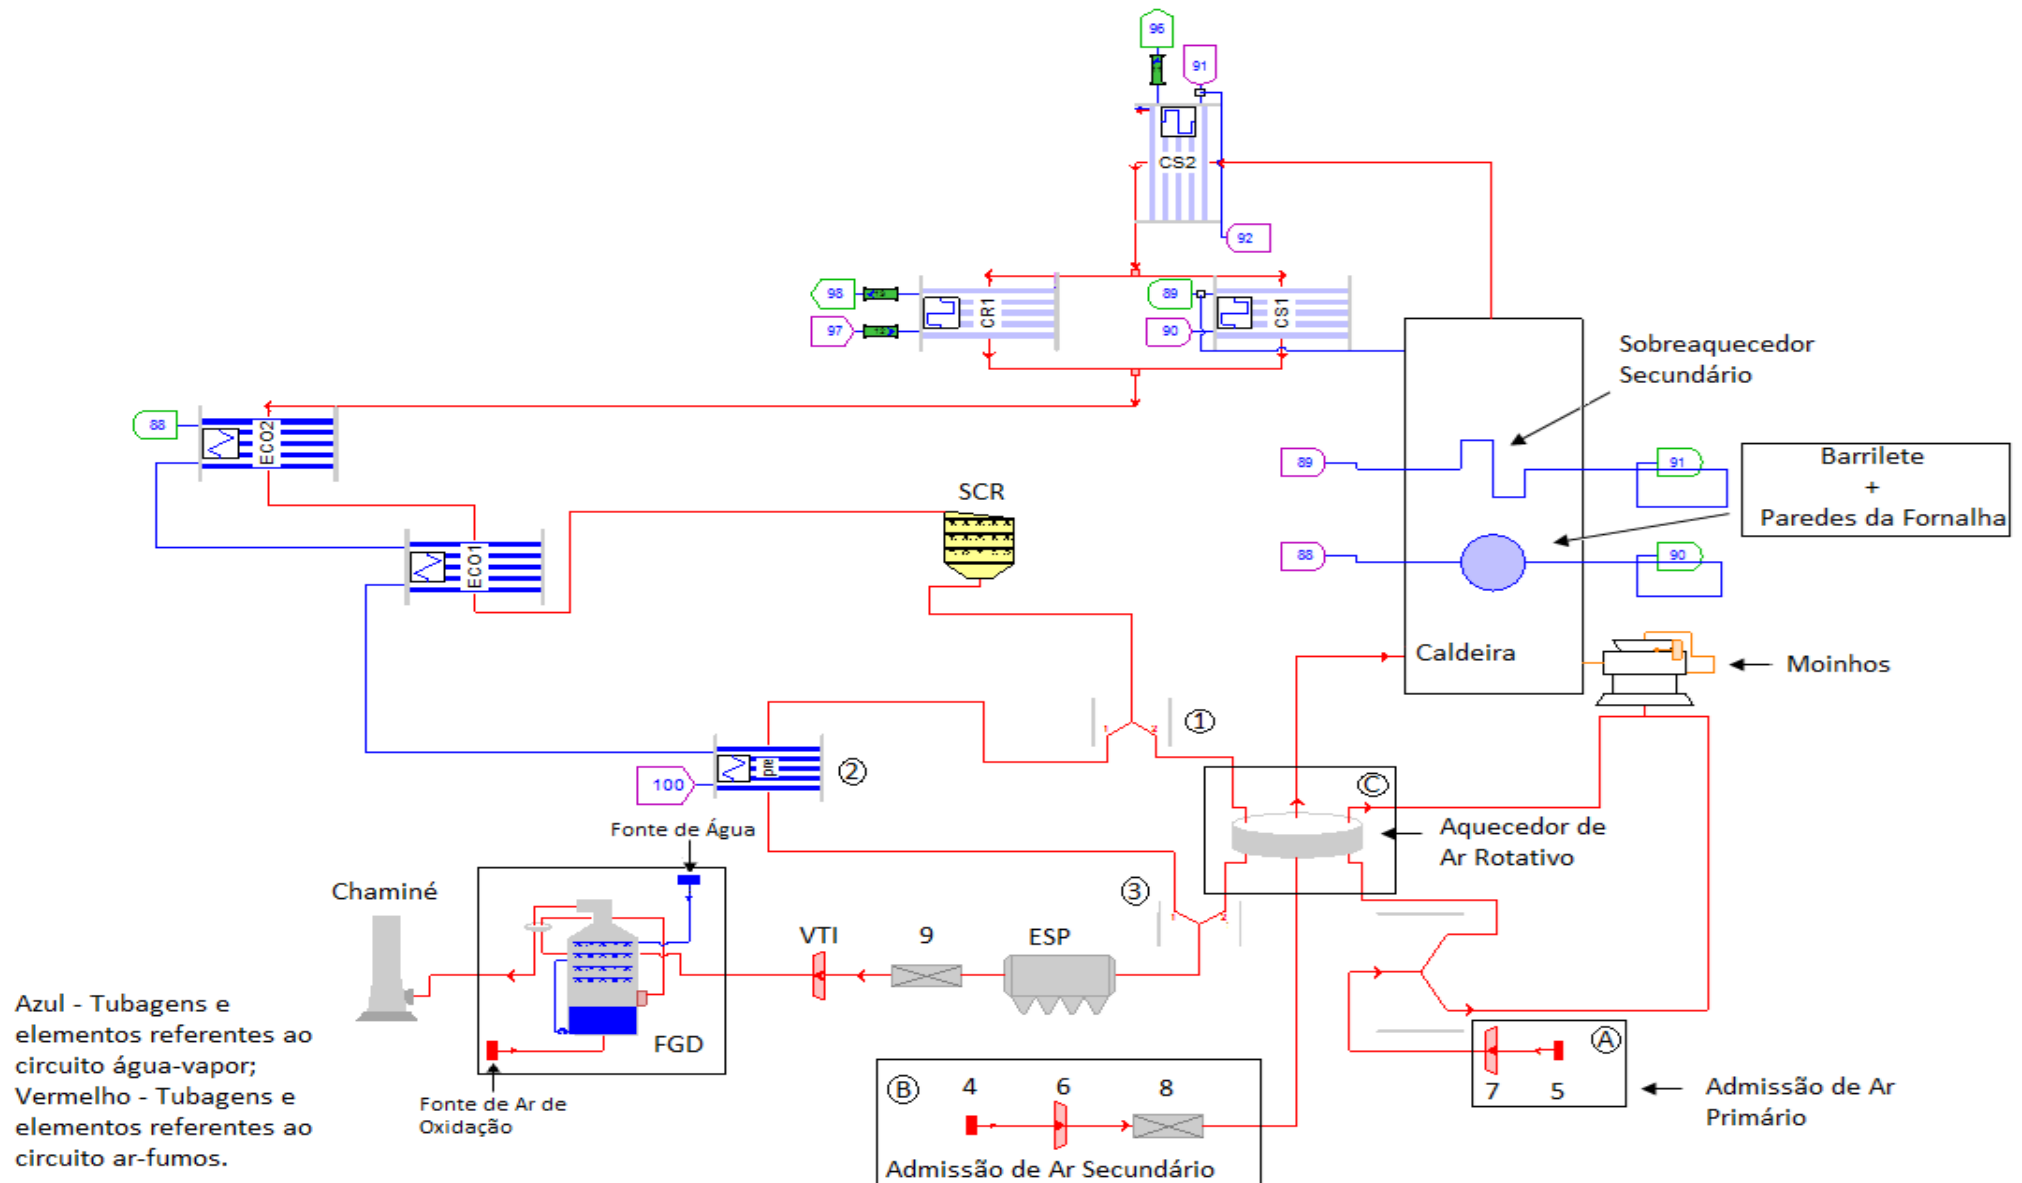 96
91
CS2
92
98
97
CR1
89
90
CS1
88
ECO2
ECO1
SCR
Sobreaquecedor
Secundário
89
91
Barrilete
+
Paredes da Fornalha
88
90
Caldeira
Moinhos
1
2
①
100
pre
②
Ⓒ
Aquecedor de
Ar Rotativo
Fonte de Água
③
1
2
Chaminé
VTI
9
ESP
FGD
Fonte de Ar de
Oxidação
Azul - Tubagens e
elementos referentes ao
circuito água-vapor;
Vermelho - Tubagens e
elementos referentes ao
circuito ar-fumos.
Ⓑ
4
6
8
Admissão de Ar Secundário
Ⓐ
7
5
Admissão de Ar
Primário